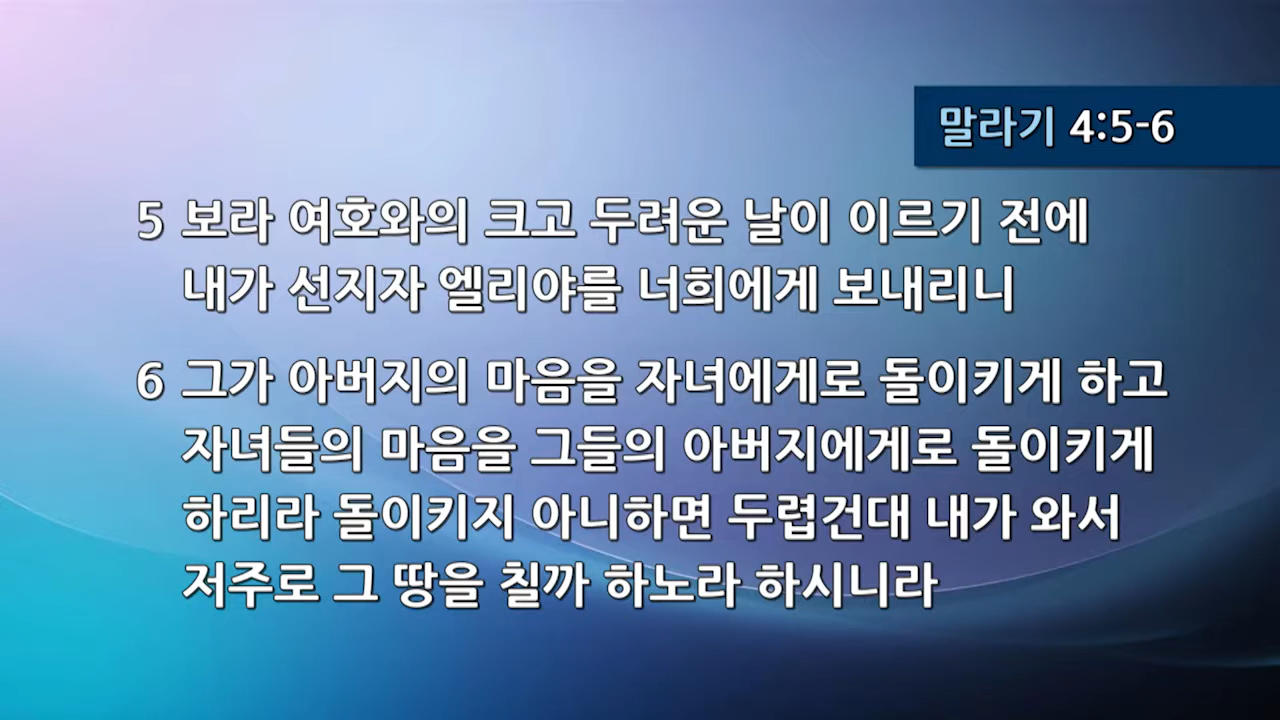 말라기 4:5-6
5 보라 여호와의 크고 두려운 날이 이르기 전에
내가 선지자 엘리야를 너희에게 보내리니
6 그가 아버지의 마음을 자녀에게로 돌이키게 하고
자녀들의 마음을 그들의 아버지에게로 돌이키게
하리라 돌이키지 아니하면 두렵건대 내가 와서
저주로 그 땅을 칠까 하노라 하시니라